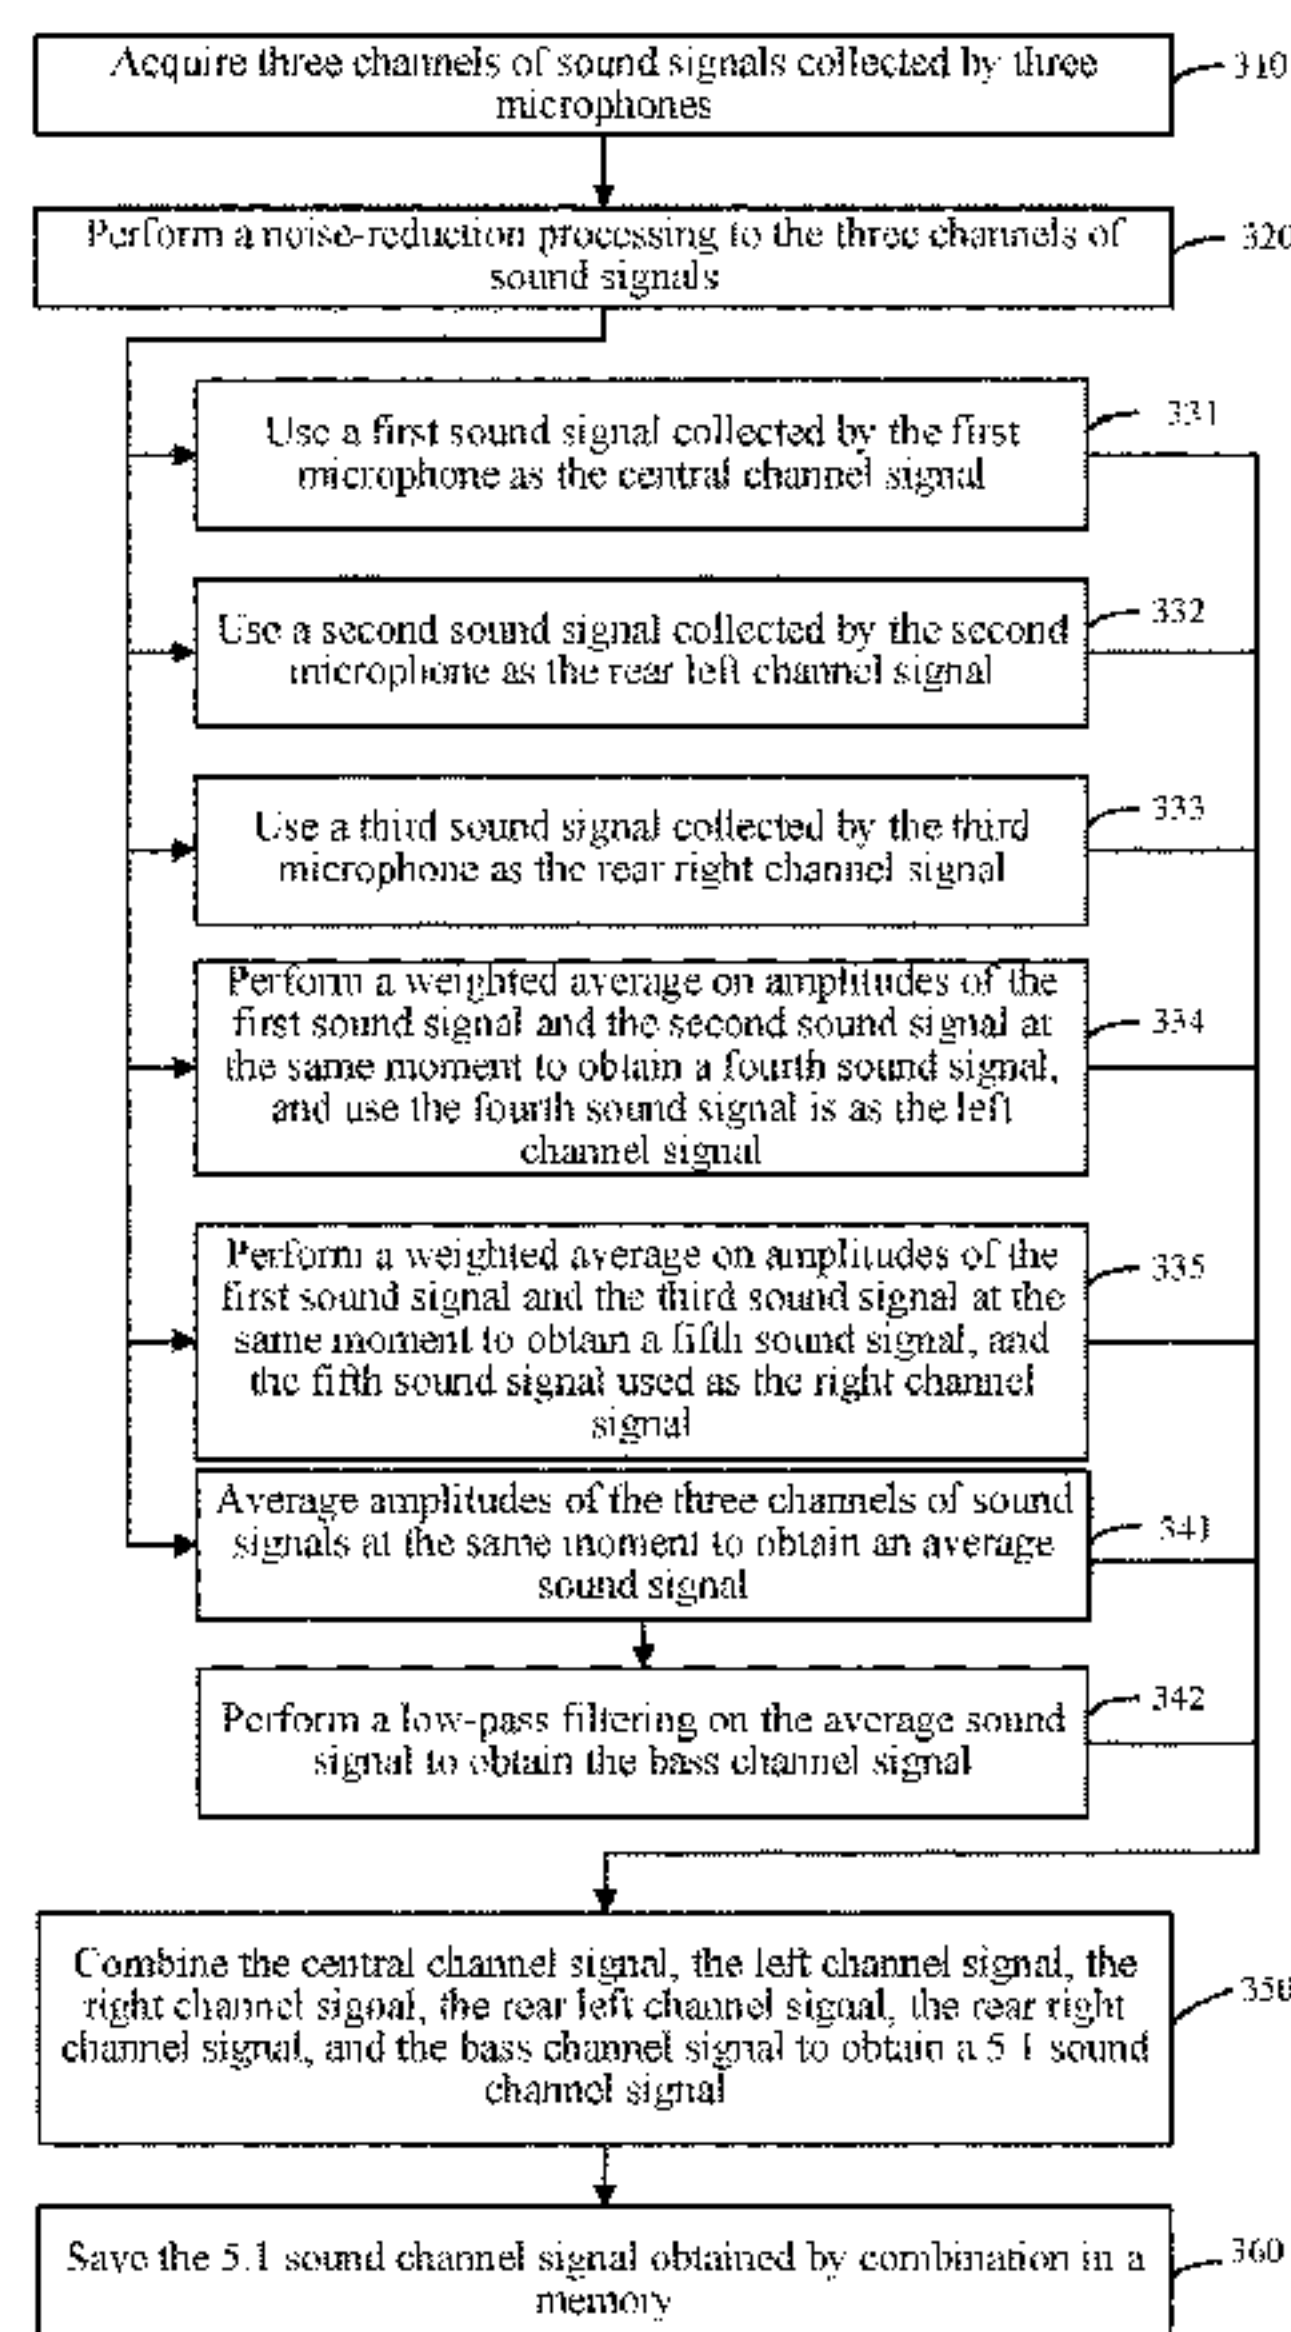 Acquire three channels of sound signals collected by three
microphones
310
Perform a noise-reduction processing to the three channels of
sound signals
320
Use a first sound signal collected by the first
microphone as the central channel signal
331
Use a second sound signal collected by the second
microphone as the rear left channel signal
332
Use a third sound signal collected by the third
microphone as the rear right channel signal
333
Perform a weighted average on amplitudes of the
first sound signal and the second sound signal at
the same moment to obtain a fourth sound signal,
and use the fourth sound signal is as the left
channel signal
334
Perform a weighted average on amplitudes of the
first sound signal and the third sound signal at the
same moment to obtain a fifth sound signal, and
the fifth sound signal used as the right channel
signal
335
Average amplitudes of the three channels of sound
signals at the same moment to obtain an average
sound signal
341
Perform a low-pass filtering on the average sound
signal to obtain the bass channel signal
342
Combine the central channel signal, the left channel signal, the
right channel signal, the rear left channel signal, the rear right
channel signal, and the bass channel signal to obtain a 5.1 sound
channel signal
350
Save the 5.1 sound channel signal obtained by combination in a
memory
360